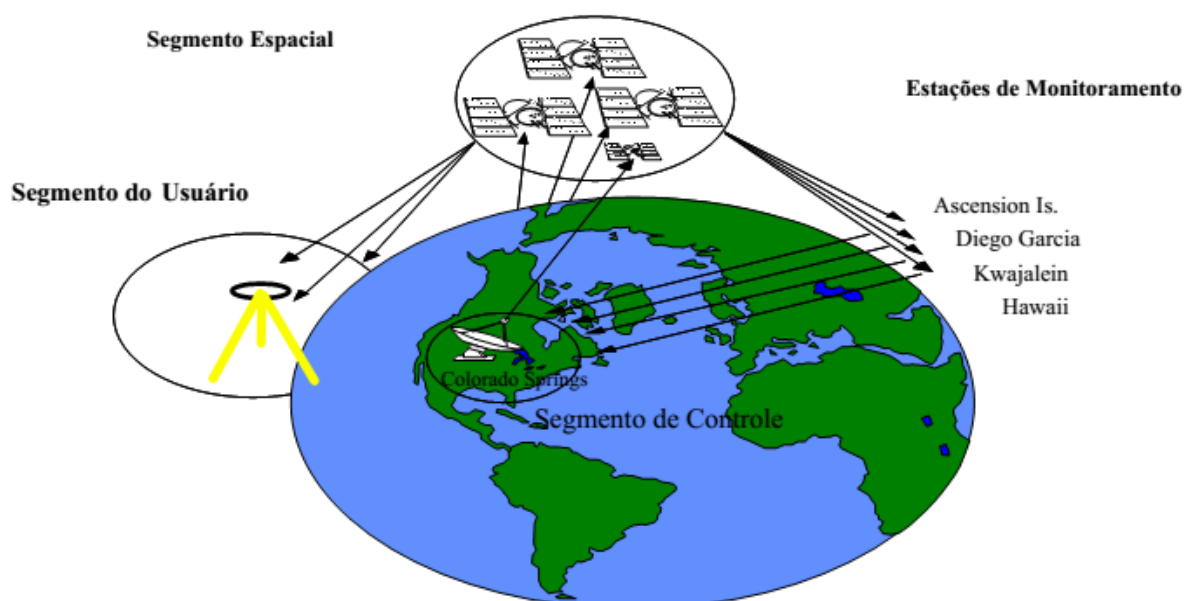 Segmento Espacial
Estações de Monitoramento
Segmento do Usuário
Ascension Is.
Diego Garcia
Kwajalein
Hawaii
Colorado Springs
Segmento de Controle